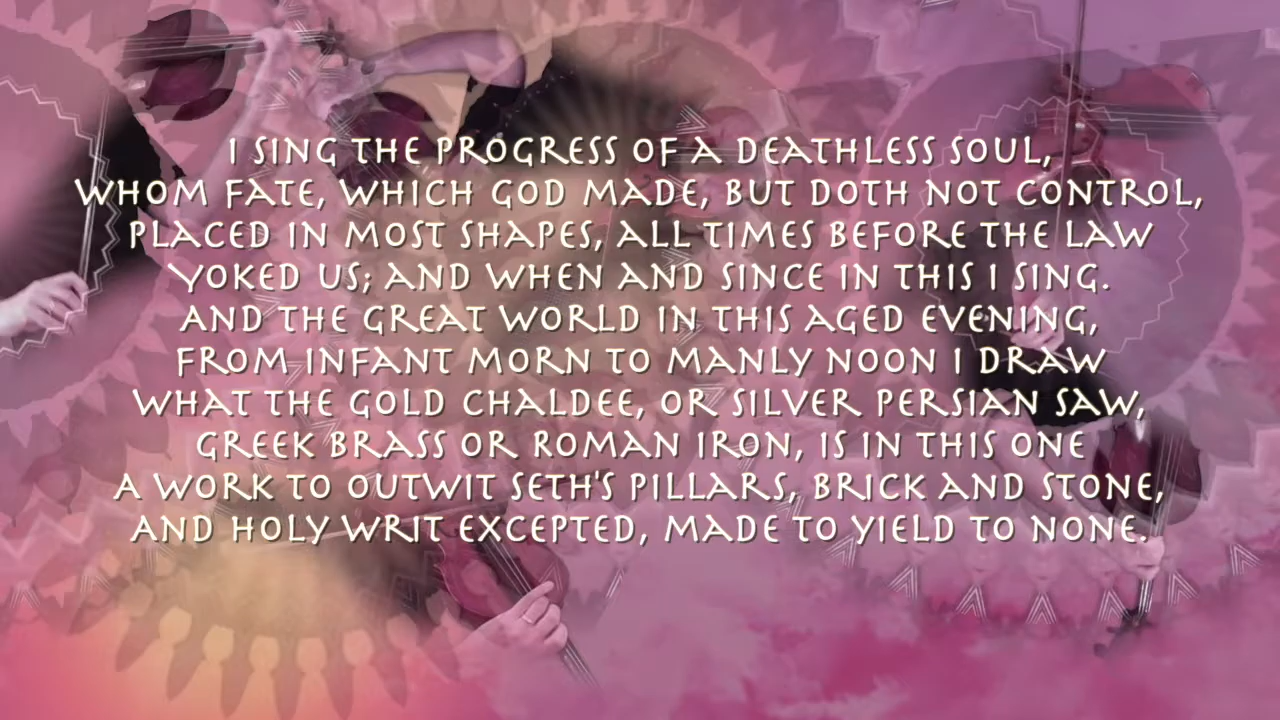 I SING THE PROGRESS OF A DEATHLESS SOUL,
WHOM FATE, WHICH GOD MADE, BUT DOTH NOT CONTROL,
PLACED IN MOST SHAPES, ALL TIMES BEFORE THE LAW
YOKED US; AND WHEN AND SINCE IN THIS I SING.
AND THE GREAT WORLD IN THIS AGED EVENING,
FROM INFANT MORN TO MANLY NOON I DRAW
WHAT THE GOLD CHALDEE, OR SILVER PERSIAN SAW,
GREEK BRASS OR ROMAN IRON, IS IN THIS ONE
A WORK TO OUTWIT SETH'S PILLARS, BRICK AND STONE,
AND HOLY WRIT EXCEPTED, MADE TO YIELD TO NONE.